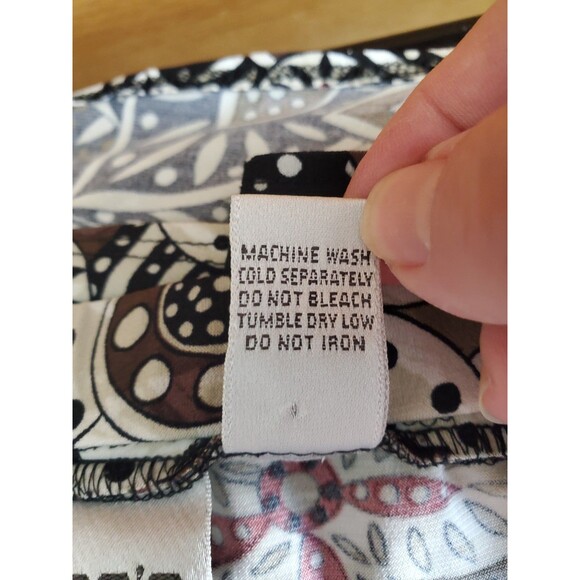 MACHINE WASH
COLD SEPARATELY
DO NOT BLEACH
TUMBLE DRY LOW
DO NOT IRON